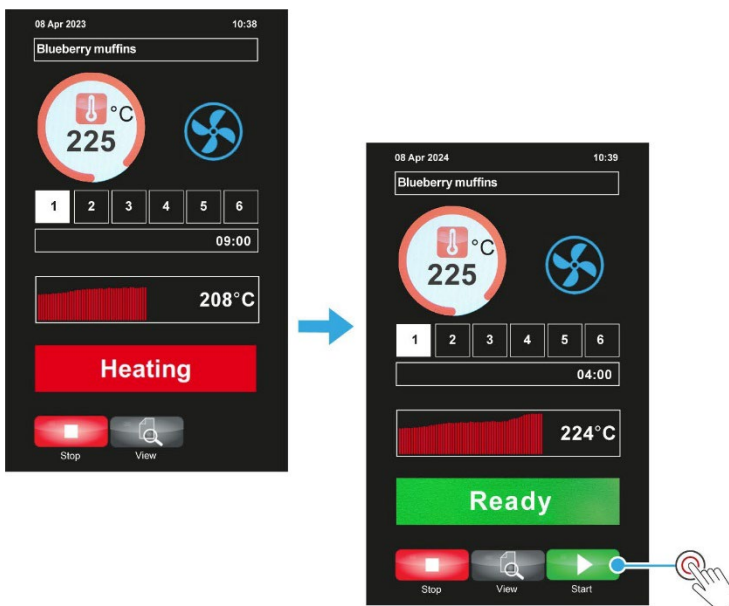 08 Apr 2023 10:38
Blueberry muffins
°C
225
1 2 3 4 5 6
09:00
208°C
Heating
Stop View
08 Apr 2024 10:39
Blueberry muffins
°C
225
1 2 3 4 5 6
04:00
224°C
Ready
Stop View Start